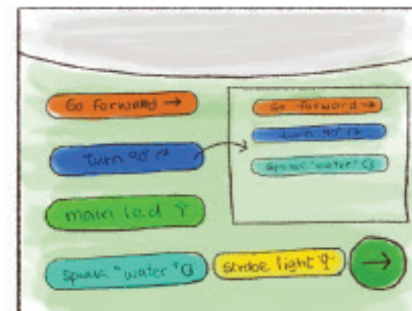 Go forward →
turn 90° ↱
main led
speak "water"
strobe light
→
Go forward →
turn 90° ↱
speak "water"